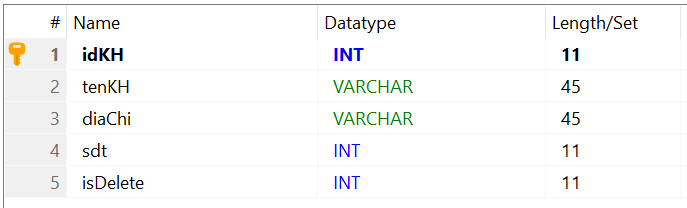 # Name Datatype Length/Set
1 idKH INT 11
2 tenKH VARCHAR 45
3 diaChi VARCHAR 45
4 sdt INT 11
5 isDelete INT 11